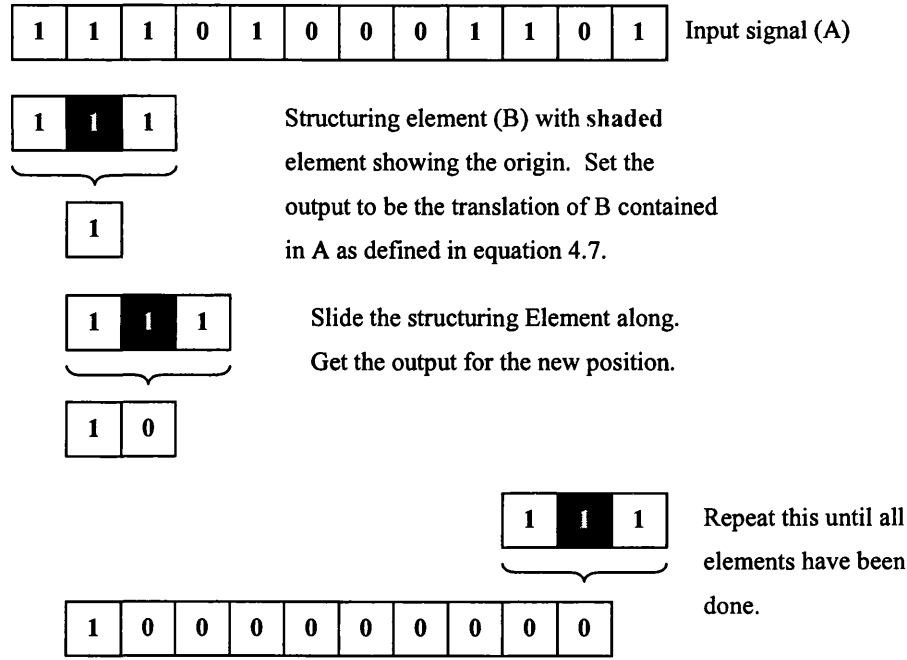 1 1 1 0 1 0 0 0 1 1 0 1 Input signal (A)
1 1 1
Structuring element (B) with shaded
element showing the origin. Set the
output to be the translation of B contained
in A as defined in equation 4.7.
1
1 1 1
Slide the structuring Element along.
Get the output for the new position.
1 0
1 1 1
Repeat this until all
elements have been
done.
1 0 0 0 0 0 0 0 0 0